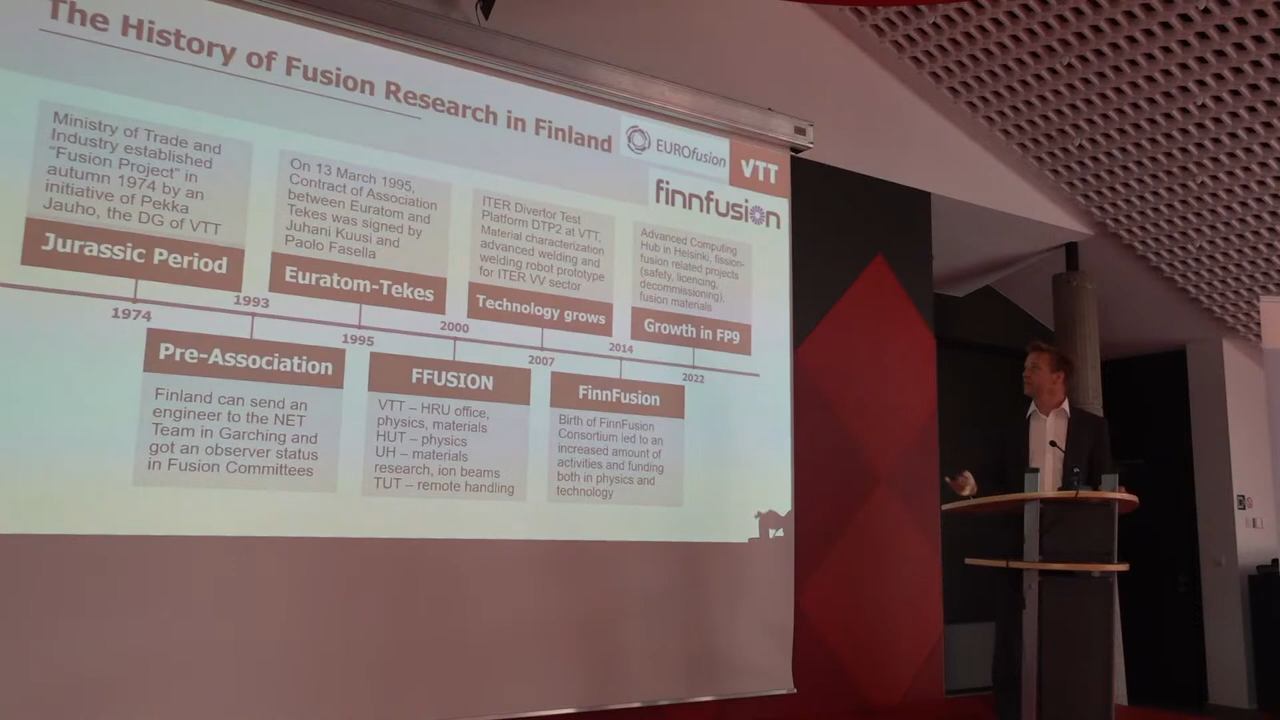 The History of Fusion Research in Finland
EUROfusion
VTT
finnfusion
Ministry of Trade and
Industry established
"Fusion Project" in
autumn 1974 by an
initiative of Pekka
Jauho, the DG of VTT
Jurassic Period
On 13 March 1995,
Contract of Association
between Euratom and
Tekes was signed by
Juhani Kuusi and
Paolo Fasella
Euratom-Tekes
ITER Divertor Test
Platform DTP2 at VTT,
Material characterization
advanced welding and
welding robot prototype
for ITER VV sector
Technology grows
Advanced Computing
Hub in Helsinki, fission-
fusion related projects
(safety, licencing,
decommissioning),
fusion materials
Growth in FP9
1974
1993
1995
2000
2007
2014
2022
Pre-Association
Finland can send an
engineer to the NET
Team in Garching and
got an observer status
in Fusion Committees
FFUSION
VTT – HRU office,
physics, materials
HUT – physics
UH – materials
research, ion beams
TUT – remote handling
FinnFusion
Birth of FinnFusion
Consortium led to an
increased amount of
activities and funding
both in physics and
technology